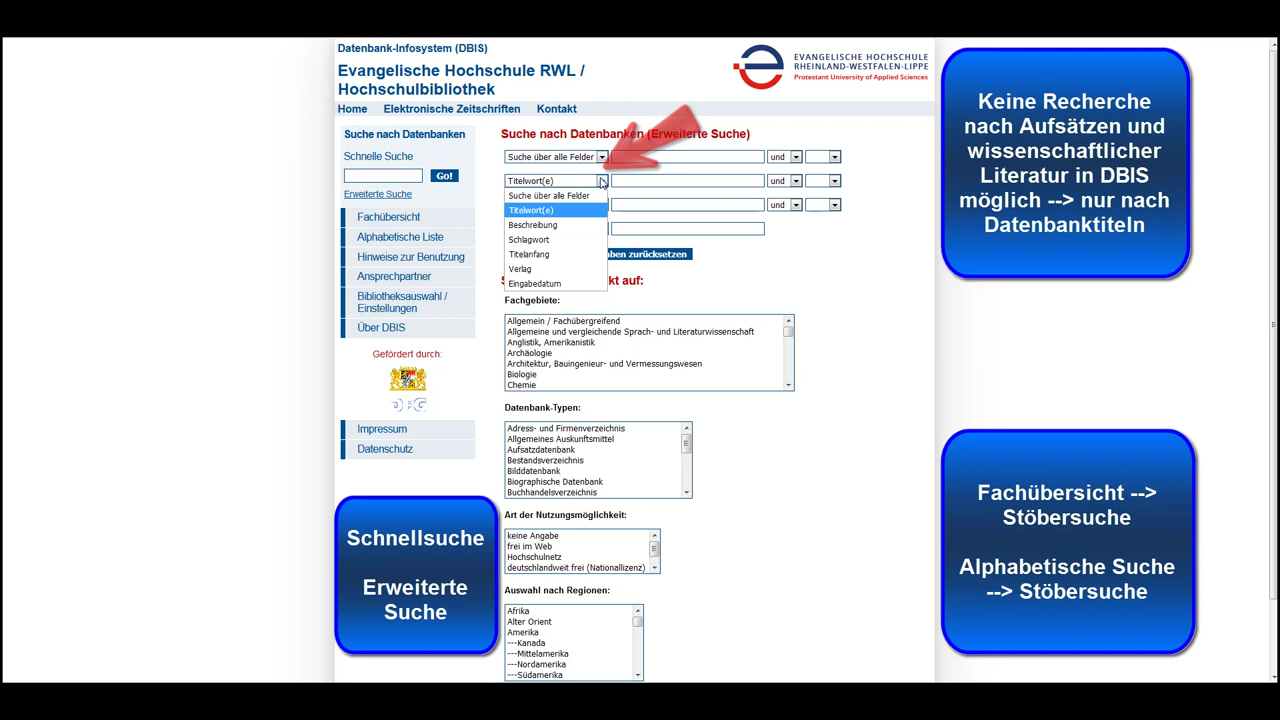 Datenbank-Infosystem (DBIS)
Evangelische Hochschule RWL /
Hochschulbibliothek
EVANGELISCHE HOCHSCHULE
RHEINLAND-WESTFALEN-LIPPE
Protestant University of Applied Sciences
Home Elektronische Zeitschriften Kontakt
Suche nach Datenbanken
Schnelle Suche
Go!
Erweiterte Suche
Fachübersicht
Alphabetische Liste
Hinweise zur Benutzung
Ansprechpartner
Bibliotheksauswahl /
Einstellungen
Über DBIS
Gefördert durch:
Impressum
Datenschutz
Suche nach Datenbanken (Erweiterte Suche)
Suche über alle Felder und
Titelwort(e) und
Suche über alle Felder
Titelwort(e)
und
Beschreibung
Schlagwort
Titelanfang
aben zurücksetzen
Verlag
Eingabedatum
kt auf:
Fachgebiete:
Allgemein / Fachübergreifend
Allgemeine und vergleichende Sprach- und Literaturwissenschaft
Anglistik, Amerikanistik
Archäologie
Architektur, Bauingenieur- und Vermessungswesen
Biologie
Chemie
Datenbank-Typen:
Adress- und Firmenverzeichnis
Allgemeines Auskunftsmittel
Aufsatzdatenbank
Bestandsverzeichnis
Bilddatenbank
Biographische Datenbank
Buchhandelsverzeichnis
Art der Nutzungsmöglichkeit:
keine Angabe
frei im Web
Hochschulnetz
deutschlandweit frei (Nationallizenz)
Auswahl nach Regionen:
Afrika
Alter Orient
Amerika
---Kanada
---Mittelamerika
---Nordamerika
---Südamerika
Keine Recherche
nach Aufsätzen und
wissenschaftlicher
Literatur in DBIS
möglich --> nur nach
Datenbanktiteln
Schnellsuche
Erweiterte
Suche
Fachübersicht -->
Stöbersuche
Alphabetische Suche
--> Stöbersuche